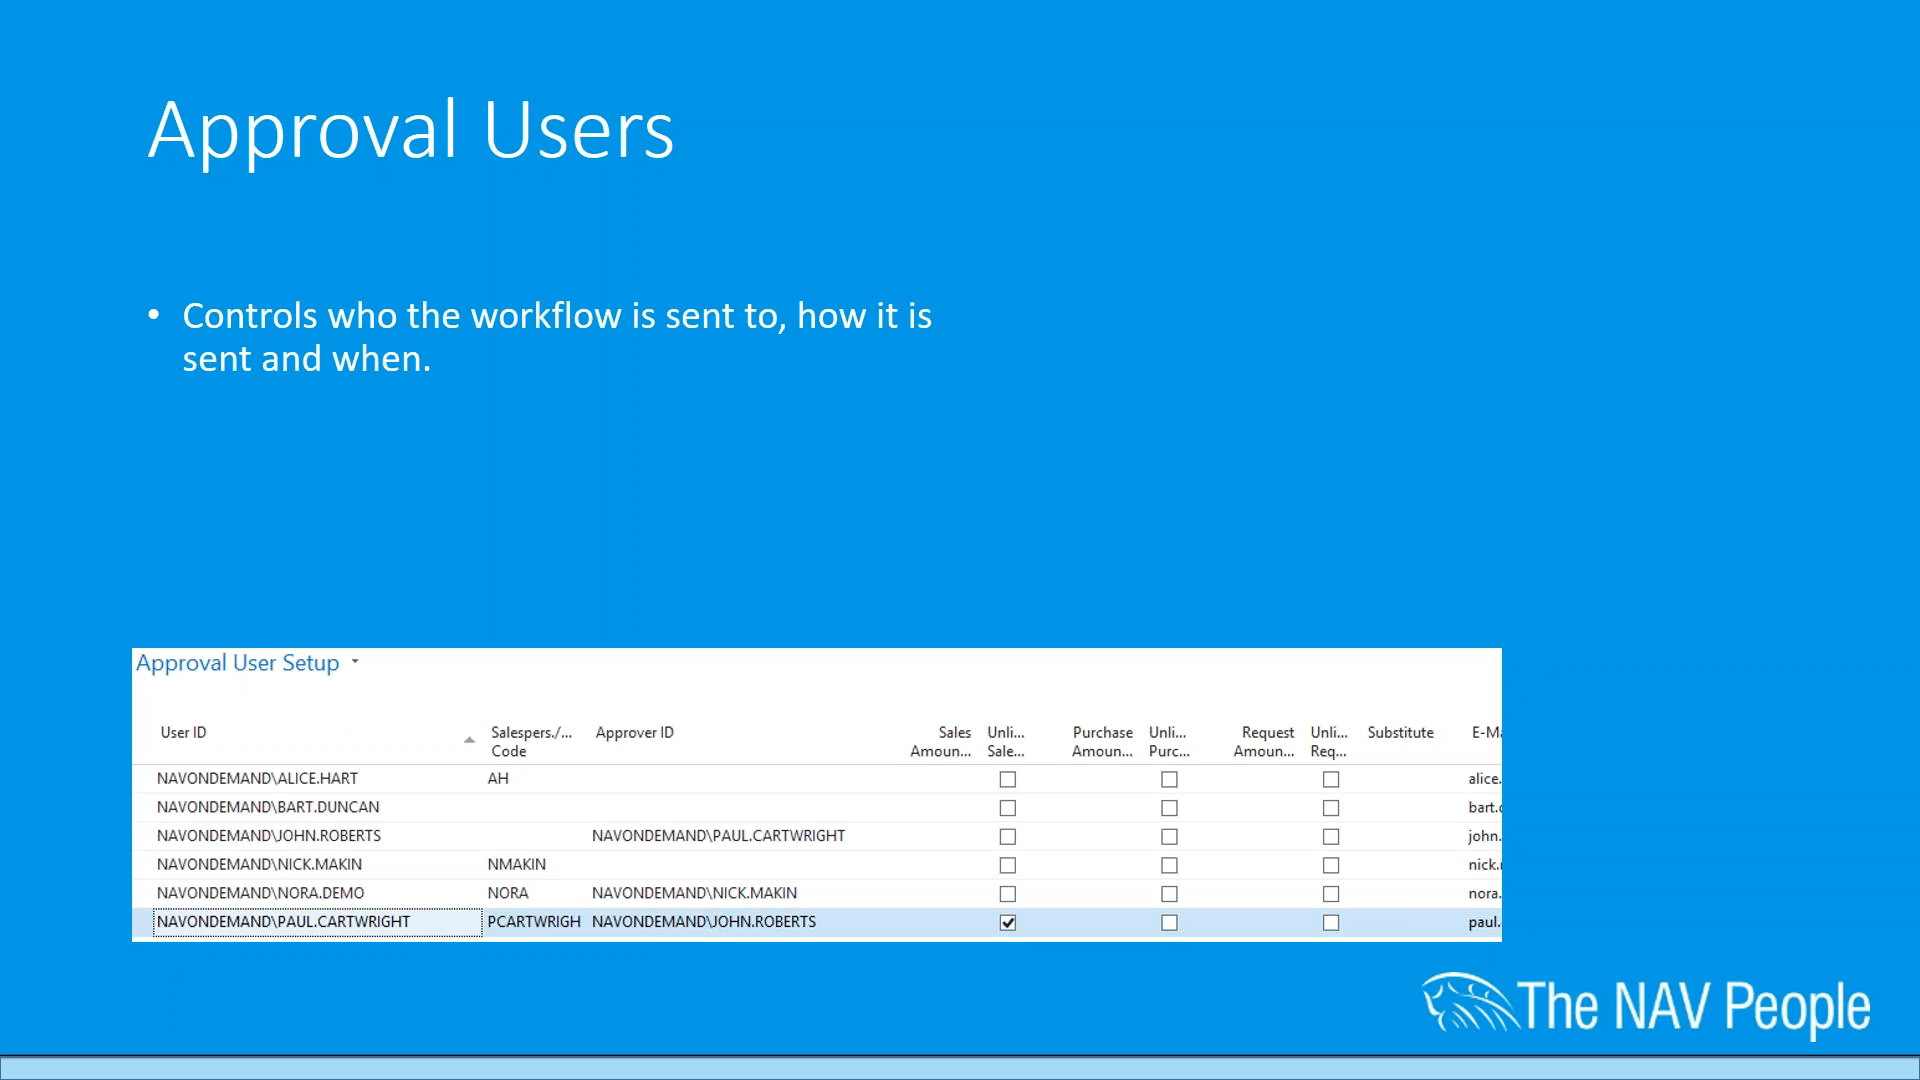 Approval Users
• Controls who the workflow is sent to, how it is
sent and when.
Approval User Setup
User ID Salespers./... Approver ID Sales Unli... Purchase Unli... Request Unli... Substitute E-Ma
Code Amoun... Sale... Amoun... Purc... Amoun... Req...
NAVONDEMAND\ALICE.HART AH alice.
NAVONDEMAND\BART.DUNCAN bart.
NAVONDEMAND\JOHN.ROBERTS NAVONDEMAND\PAUL.CARTWRIGHT john.
NAVONDEMAND\NICK.MAKIN NMAKIN nick.
NAVONDEMAND\NORA.DEMO NORA NAVONDEMAND\NICK.MAKIN nora.
NAVONDEMAND\PAUL.CARTWRIGHT PCARTWRIGH NAVONDEMAND\JOHN.ROBERTS paul.
The NAV People